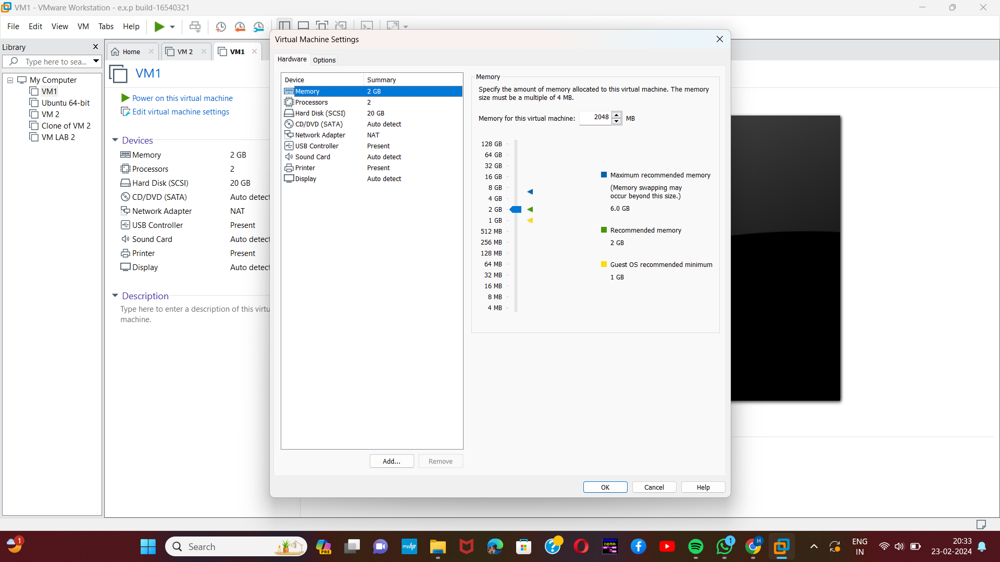 VM1 - VMware Workstation - e.x.p build-16540321
File Edit View VM Tabs Help
Library
Type here to sea...
My Computer
VM1
Ubuntu 64-bit
VM 2
Clone of VM 2
VM LAB 2
Home
VM 2
VM1
VM1
Power on this virtual machine
Edit virtual machine settings
Devices
Memory 2 GB
Processors 2
Hard Disk (SCSI) 20 GB
CD/DVD (SATA) Auto detect
Network Adapter NAT
USB Controller Present
Sound Card Auto detect
Printer Present
Display Auto detect
Description
Type here to enter a description of this virtu
machine.
Virtual Machine Settings
Hardware Options
Device Summary
Memory 2 GB
Processors 2
Hard Disk (SCSI) 20 GB
CD/DVD (SATA) Auto detect
Network Adapter NAT
USB Controller Present
Sound Card Auto detect
Printer Present
Display Auto detect
Add...
Remove
Memory
Specify the amount of memory allocated to this virtual machine. The memory
size must be a multiple of 4 MB.
Memory for this virtual machine: 2048 MB
128 GB
64 GB
32 GB
16 GB
8 GB
4 GB
2 GB
1 GB
512 MB
256 MB
128 MB
64 MB
32 MB
16 MB
8 MB
4 MB
Maximum recommended memory
(Memory swapping may
occur beyond this size.)
6.0 GB
Recommended memory
2 GB
Guest OS recommended minimum
1 GB
OK
Cancel
Help
1
Search
PRE
myhp
DATA
1
H
ENG
IN
20:33
23-02-2024